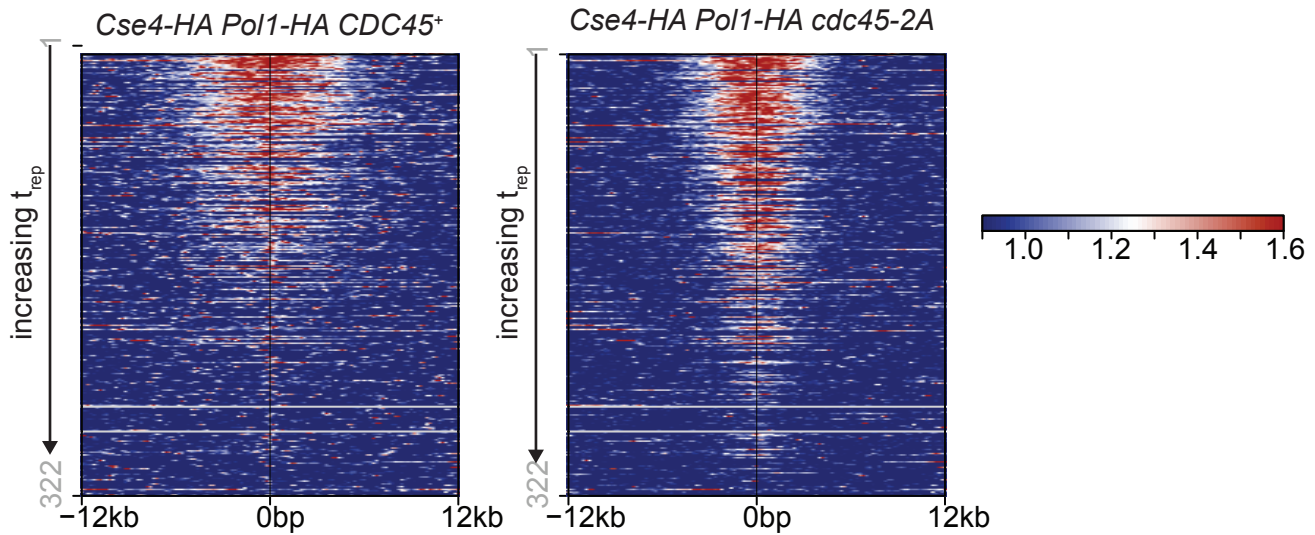 Cse4-HA Pol1-HA CDC45+
Cse4-HA Pol1-HA cdc45-2A
1
increasing trep
322
−12kb 0bp 12kb
1
increasing trep
322
−12kb 0bp 12kb
1.0 1.2 1.4 1.6